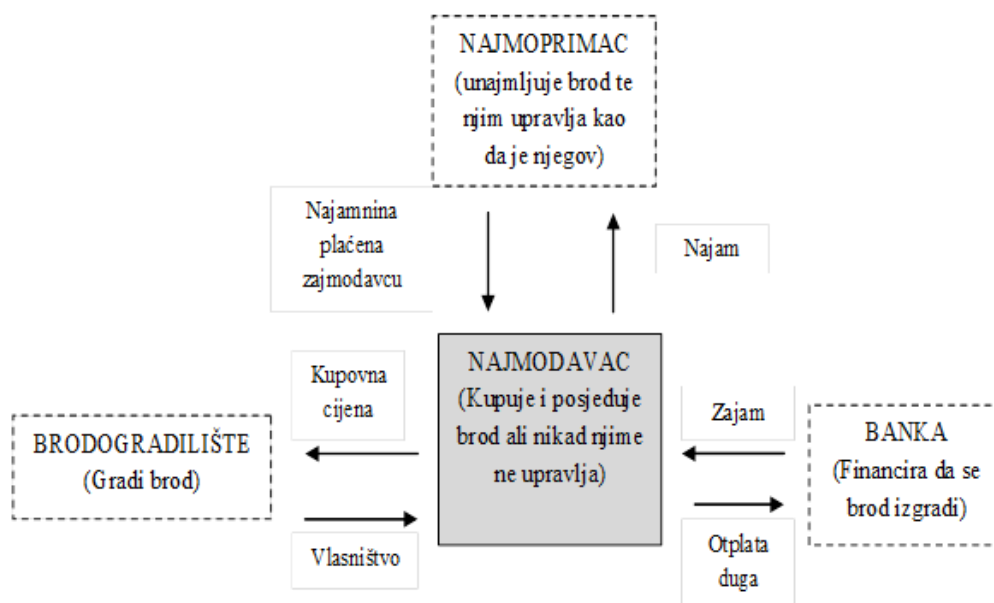 NAJMOPRIMAC
(unajmljuje brod te
njim upravlja kao
da je njegov)
Najamnina
plaćena
zajmodavcu
Najam
NAJMODAVAC
(Kupuje i posjeduje
brod ali nikad njime
ne upravlja)
Kupovna
cijena
Zajam
BRODOGRADILIŠTE
(Gradi brod)
BANKA
(Financira da se
brod izgradi)
Vlasništvo
Otplata
duga